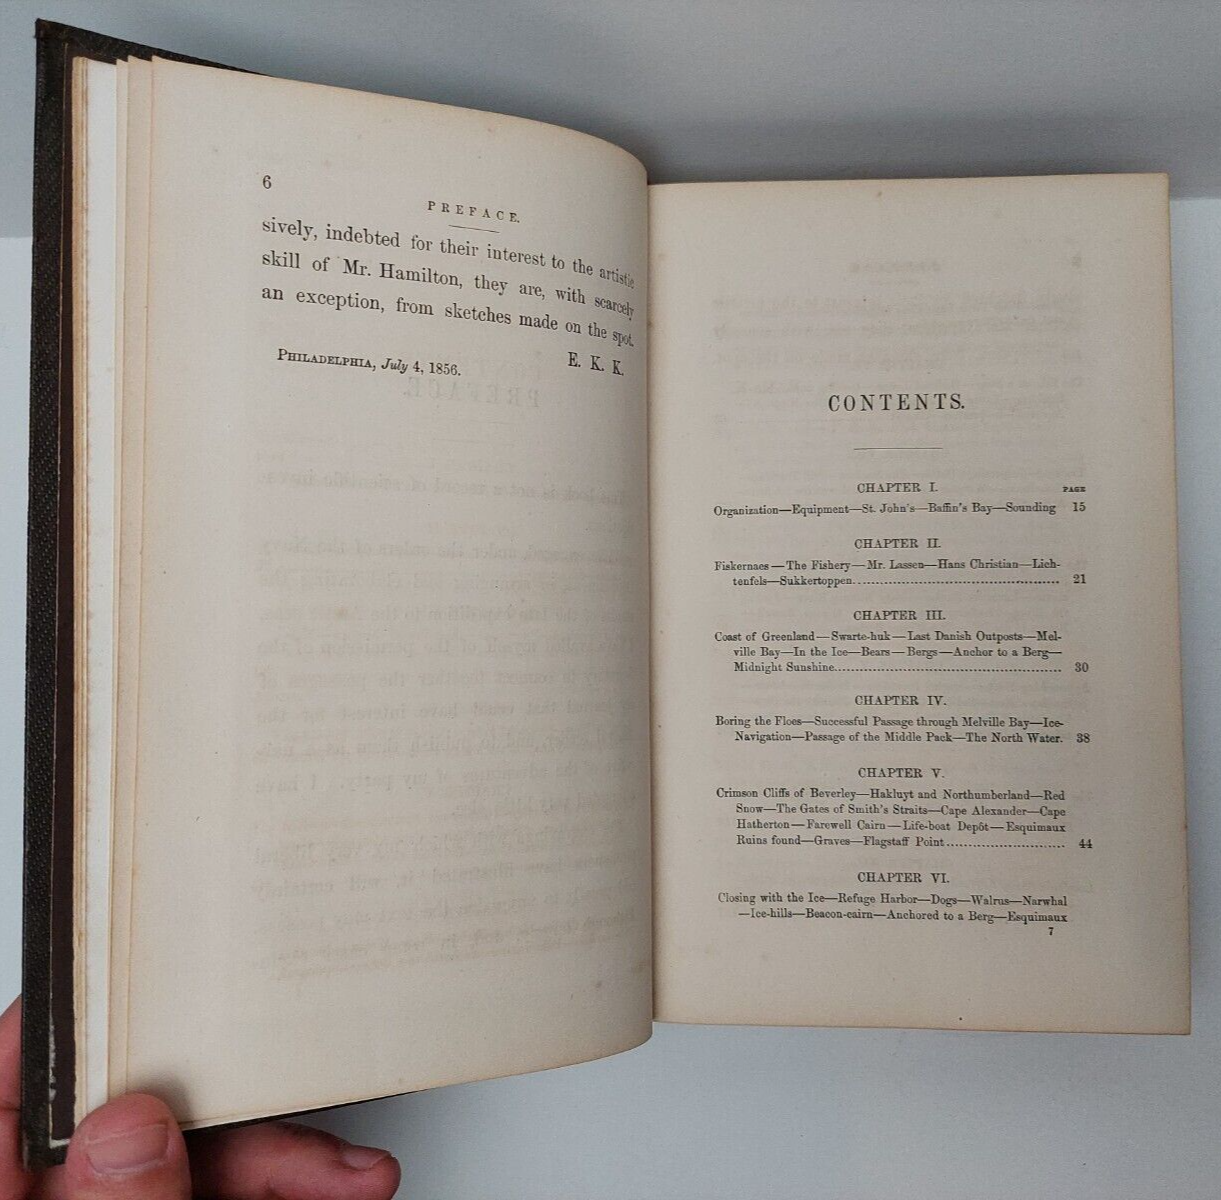 6
PREFACE.
sively, indebted for their interest to the artistic
skill of Mr. Hamilton, they are, with scarcely
an exception, from sketches made on the spot.
E. K. K.
Philadelphia, July 4, 1856.
CONTENTS.
CHAPTER I.
PAGE
Organization—Equipment—St. John's—Baffin's Bay—Sounding 15
CHAPTER II.
Fiskernaes—The Fishery—Mr. Lassen—Hans Christian—Lich-
tenfels—Sukkertoppen........................................................ 21
CHAPTER III.
Coast of Greenland—Swarte-huk—Last Danish Outposts—Mel-
ville Bay—In the Ice—Bears—Bergs—Anchor to a Berg—
Midnight Sunshine............................................................ 30
CHAPTER IV.
Boring the Floes—Successful Passage through Melville Bay—Ice-
Navigation—Passage of the Middle Pack—The North Water. 38
CHAPTER V.
Crimson Cliffs of Beverley—Hakluyt and Northumberland—Red
Snow—The Gates of Smith's Straits—Cape Alexander—Cape
Hatherton—Farewell Cairn—Life-boat Depôt—Esquimaux
Ruins found—Graves—Flagstaff Point................................ 44
CHAPTER VI.
Closing with the Ice—Refuge Harbor—Dogs—Walrus—Narwhal
—Ice-hills—Beacon-cairn—Anchored to a Berg—Esquimaux
7